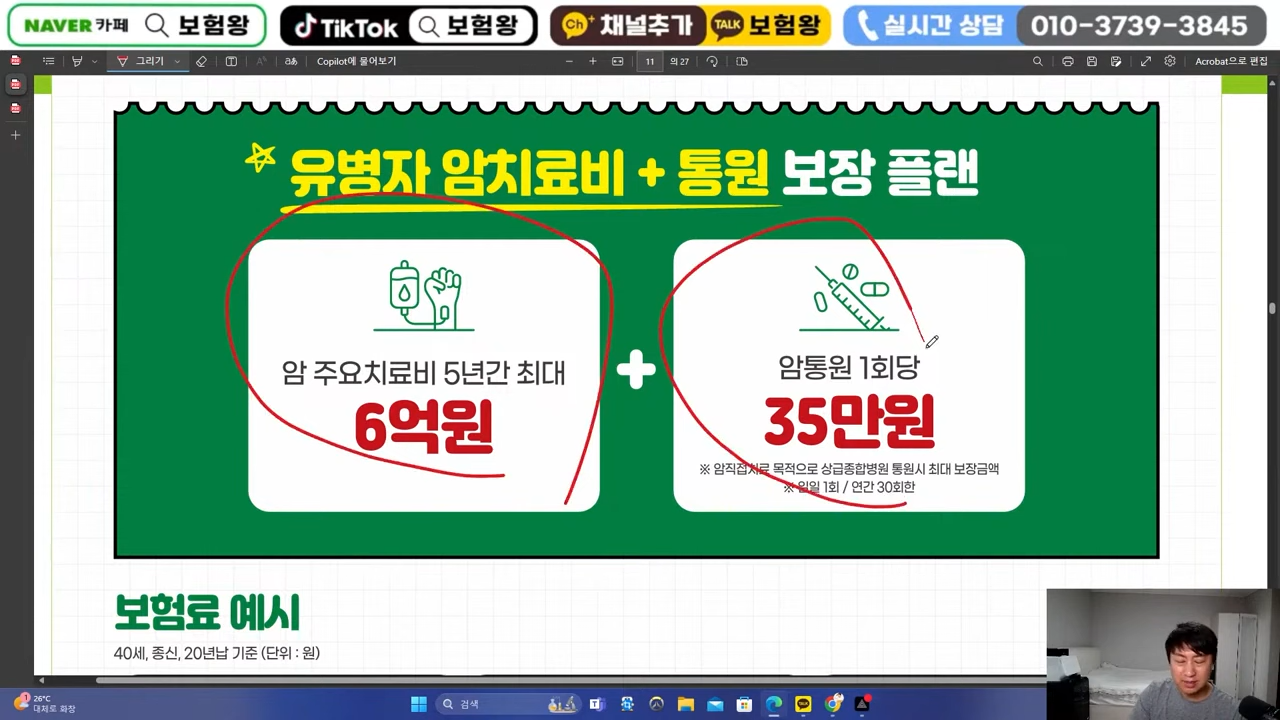 NAVER 카페 보험왕
TikTok 보험왕
Ch+ 채널추가 TALK 보험왕
실시간 상담 010-3739-3845
그리기
가あ
Copilot에 물어보기
11 의 27
Acrobat으로 편집
유병자 암치료비 + 통원 보장 플랜
암 주요치료비 5년간 최대
6억원
+
암통원 1회당
35만원
※ 암직접치료 목적으로 상급종합병원 통원시 최대 보장금액
※ 일일 1회 / 연간 30회한
보험료 예시
40세, 종신, 20년납 기준 (단위 : 원)
1
26°C
대체로 화창
검색
TALK